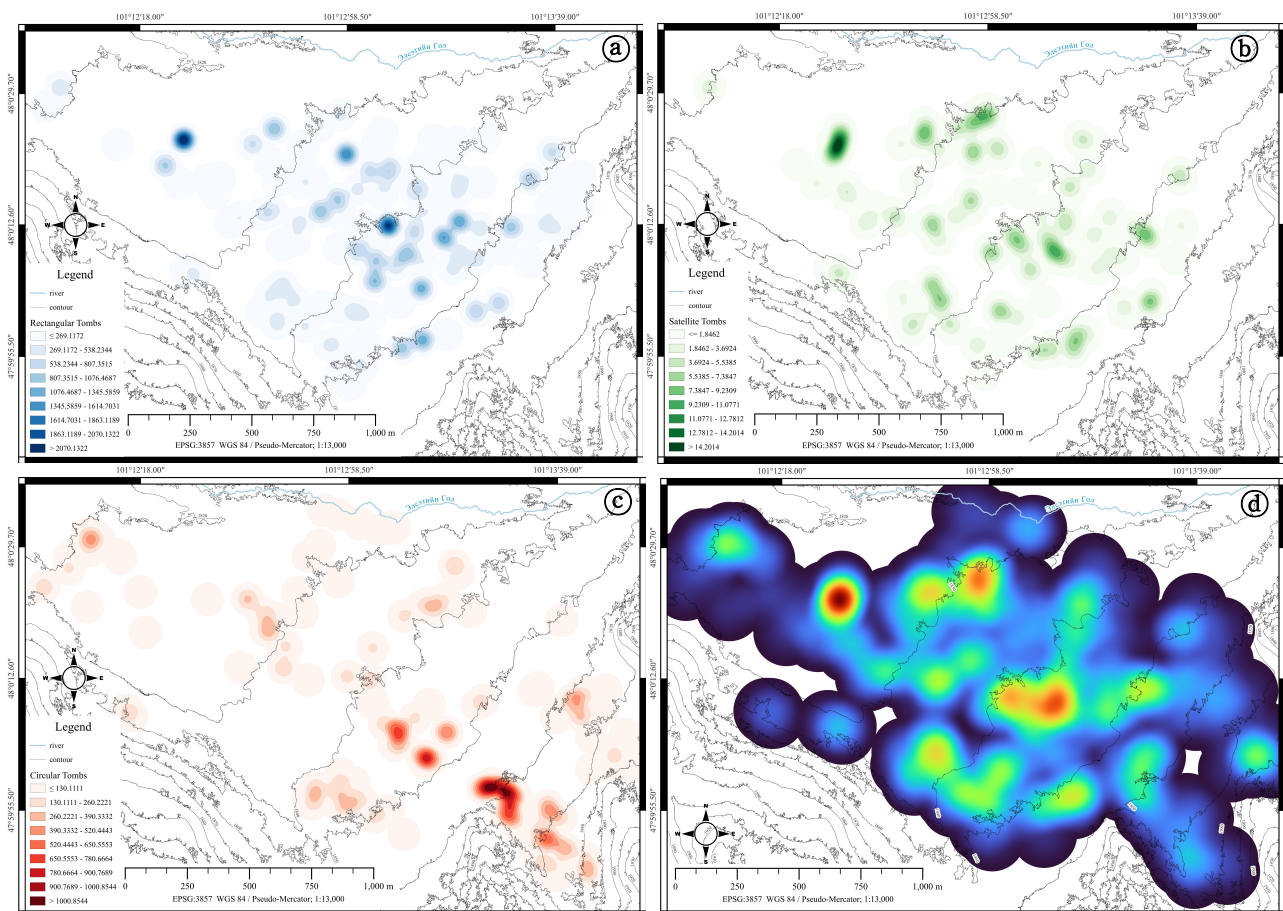 101°12'18.00" 101°12'58.50" 101°13'39.00"
ⓐ
Элсэтийн Гол
48°0'29.70"
48°0'12.60"
47°59'55.50"
N
W E
S
Legend
river
contour
Rectangular Tombs
≤ 269.1172
269.1172 - 538.2344
538.2344 - 807.3515
807.3515 - 1076.4687
1076.4687 - 1345.5859
1345.5859 - 1614.7031
1614.7031 - 1863.1189
1863.1189 - 2070.1322
> 2070.1322
0 250 500 750 1,000 m
EPSG:3857 WGS 84 / Pseudo-Mercator; 1:13,000
101°12'18.00" 101°12'58.50" 101°13'39.00"
ⓑ
Элсэтийн Гол
48°0'29.70"
48°0'12.60"
47°59'55.50"
N
W E
S
Legend
river
contour
Satellite Tombs
<= 1.8462
1.8462 - 3.6924
3.6924 - 5.5385
5.5385 - 7.3847
7.3847 - 9.2309
9.2309 - 11.0771
11.0771 - 12.7812
12.7812 - 14.2014
> 14.2014
0 250 500 750 1,000 m
EPSG:3857 WGS 84 / Pseudo-Mercator; 1:13,000
101°12'18.00" 101°12'58.50" 101°13'39.00"
ⓒ
Элсэтийн Гол
48°0'29.70"
48°0'12.60"
47°59'55.50"
N
W E
S
Legend
river
contour
Circular Tombs
≤ 130.1111
130.1111 - 260.2221
260.2221 - 390.3332
390.3332 - 520.4443
520.4443 - 650.5553
650.5553 - 780.6664
780.6664 - 900.7689
900.7689 - 1000.8544
> 1000.8544
0 250 500 750 1,000 m
EPSG:3857 WGS 84 / Pseudo-Mercator; 1:13,000
101°12'18.00" 101°12'58.50" 101°13'39.00"
ⓓ
Элсэтийн Гол
48°0'29.70"
48°0'12.60"
47°59'55.50"
N
W E
S
0 250 500 750 1,000 m
EPSG:3857 WGS 84 / Pseudo-Mercator; 1:13,000